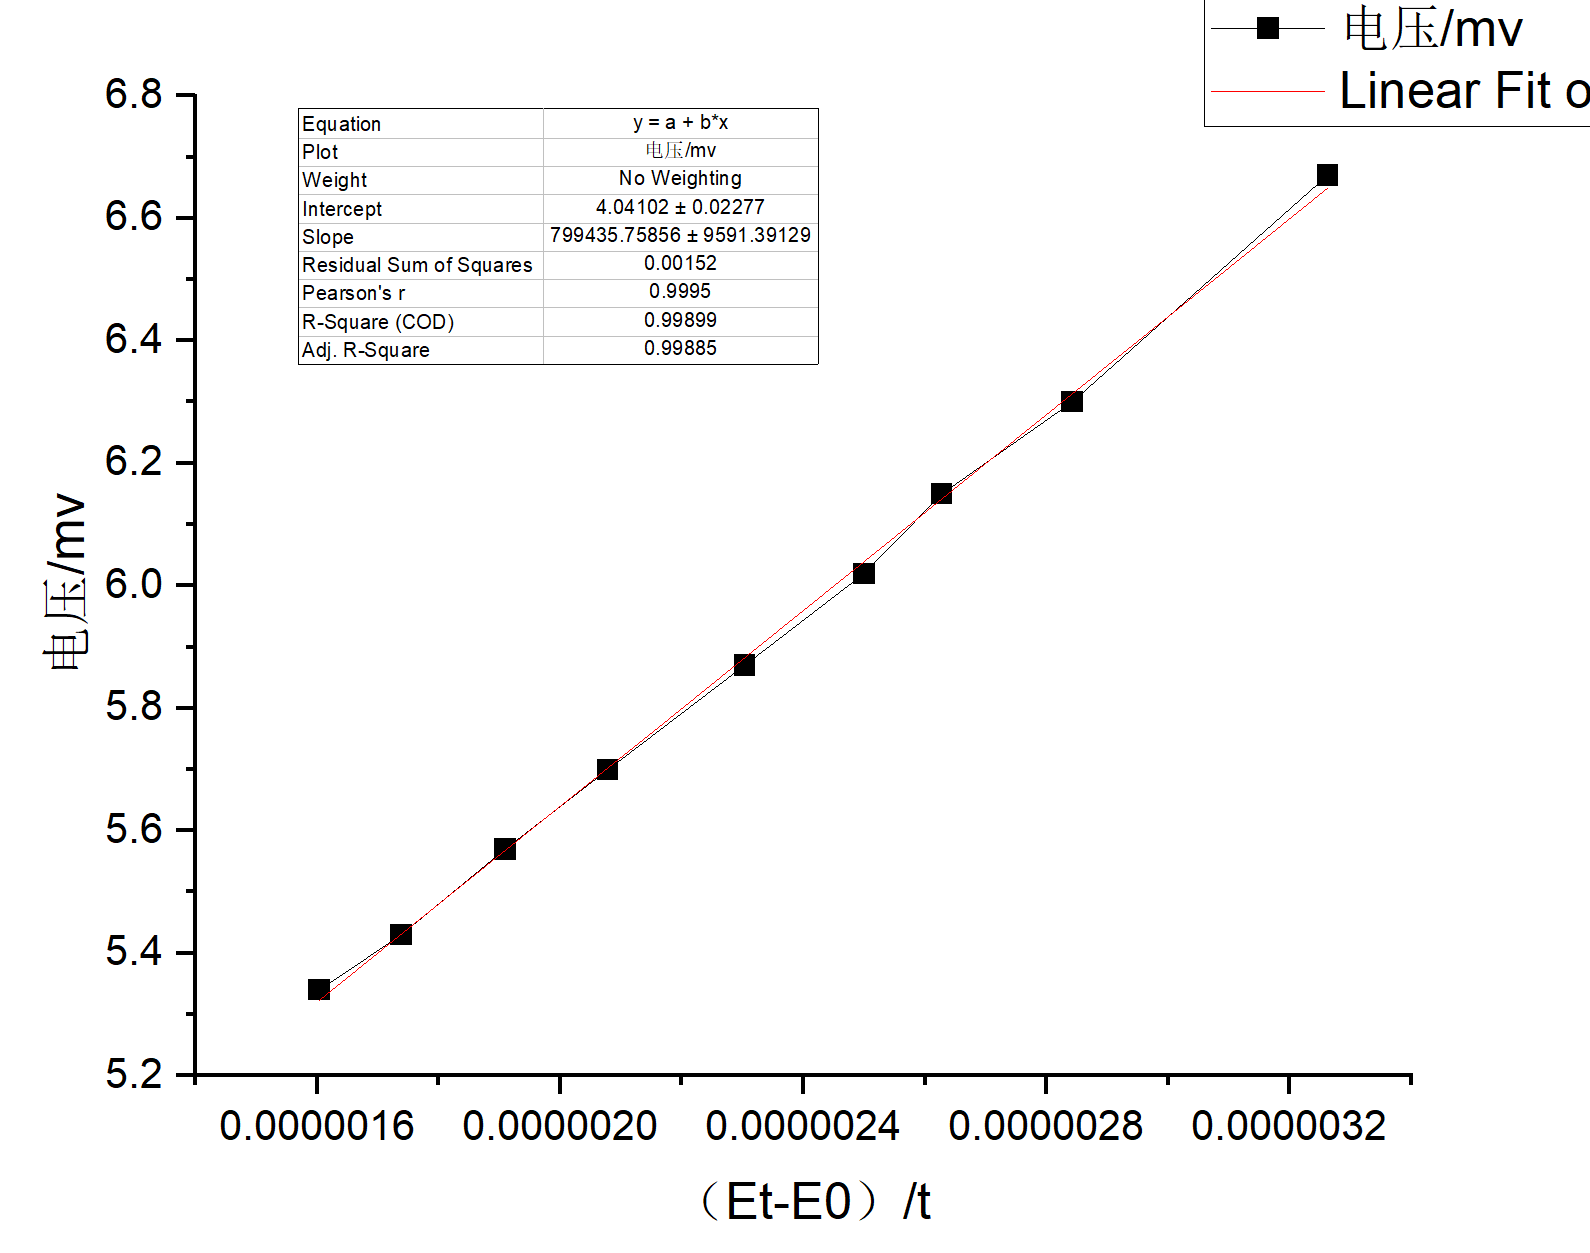 电压/mv
Linear Fit o
6.8
6.6
6.4
6.2
6.0
5.8
5.6
5.4
5.2
Equation y = a + b*x
Plot 电压/mv
Weight No Weighting
Intercept 4.04102 ± 0.02277
Slope 799435.75856 ± 9591.39129
Residual Sum of Squares 0.00152
Pearson's r 0.9995
R-Square (COD) 0.99899
Adj. R-Square 0.99885
电压/mv
0.0000016 0.0000020 0.0000024 0.0000028 0.0000032
（Et-E0）/t